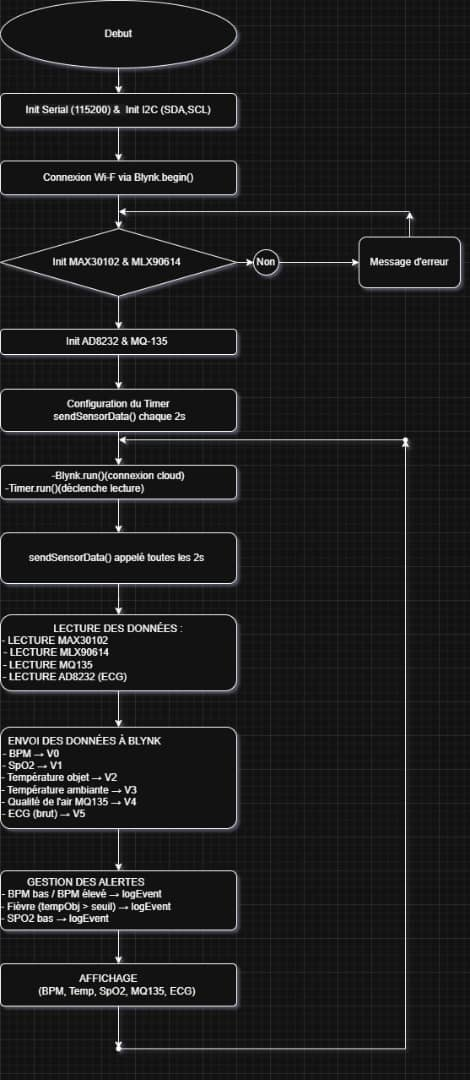 Debut
Init Serial (115200) & Init I2C (SDA,SCL)
Connexion Wi-F via Blynk.begin()
Init MAX30102 & MLX90614
Non
Message d'erreur
Init AD8232 & MQ-135
Configuration du Timer
sendSensorData() chaque 2s
-Blynk.run()(connexion cloud)
-Timer.run()(déclenche lecture)
sendSensorData() appelé toutes les 2s
LECTURE DES DONNÉES :
- LECTURE MAX30102
- LECTURE MLX90614
- LECTURE MQ135
- LECTURE AD8232 (ECG)
ENVOI DES DONNÉES À BLYNK
- BPM → V0
- SpO2 → V1
- Température objet → V2
- Température ambiante → V3
- Qualité de l'air MQ135 → V4
- ECG (brut) → V5
GESTION DES ALERTES
- BPM bas / BPM élevé → logEvent
- Fièvre (tempObj > seuil) → logEvent
- SPO2 bas → logEvent
AFFICHAGE
(BPM, Temp, SpO2, MQ135, ECG)